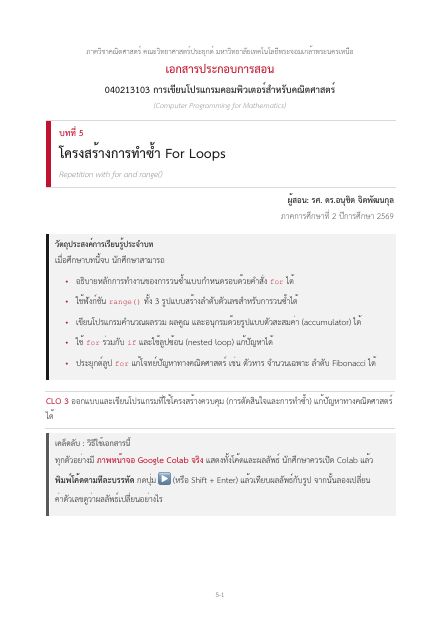 ภาควิชาคณิตศาสตร์ คณะวิทยาศาสตร์ประยุกต์ มหาวิทยาลัยเทคโนโลยีพระจอมเกล้าพระนครเหนือ
เอกสารประกอบการสอน
040213103 การเขียนโปรแกรมคอมพิวเตอร์สำหรับคณิตศาสตร์
(Computer Programming for Mathematics)
บทที่ 5
โครงสร้างการทำซ้ำ For Loops
Repetition with for and range()
ผู้สอน: รศ. ดร.อนุชิต จิตพัฒนกุล
ภาคการศึกษาที่ 2 ปีการศึกษา 2569
วัตถุประสงค์การเรียนรู้ประจำบท
เมื่อศึกษาบทนี้จบ นักศึกษาสามารถ
• อธิบายหลักการทำงานของการวนซ้ำแบบกำหนดรอบด้วยคำสั่ง for ได้
• ใช้ฟังก์ชัน range() ทั้ง 3 รูปแบบสร้างลำดับตัวเลขสำหรับการวนซ้ำได้
• เขียนโปรแกรมคำนวณผลรวม ผลคูณ และอนุกรมด้วยรูปแบบตัวสะสมค่า (accumulator) ได้
• ใช้ for ร่วมกับ if และใช้ลูปซ้อน (nested loop) แก้ปัญหาได้
• ประยุกต์ลูป for แก้โจทย์ปัญหาทางคณิตศาสตร์ เช่น ตัวหาร จำนวนเฉพาะ ลำดับ Fibonacci ได้
CLO 3 ออกแบบและเขียนโปรแกรมที่ใช้โครงสร้างควบคุม (การตัดสินใจและการทำซ้ำ) แก้ปัญหาทางคณิตศาสตร์
ได้
เคล็ดลับ : วิธีใช้เอกสารนี้
ทุกตัวอย่างมี ภาพหน้าจอ Google Colab จริง แสดงทั้งโค้ดและผลลัพธ์ นักศึกษาควรเปิด Colab แล้ว
พิมพ์โค้ดตามทีละบรรทัด กดปุ่ม ▶ (หรือ Shift + Enter) แล้วเทียบผลลัพธ์กับรูป จากนั้นลองเปลี่ยน
ค่าตัวเลขดูว่าผลลัพธ์เปลี่ยนอย่างไร
5-1